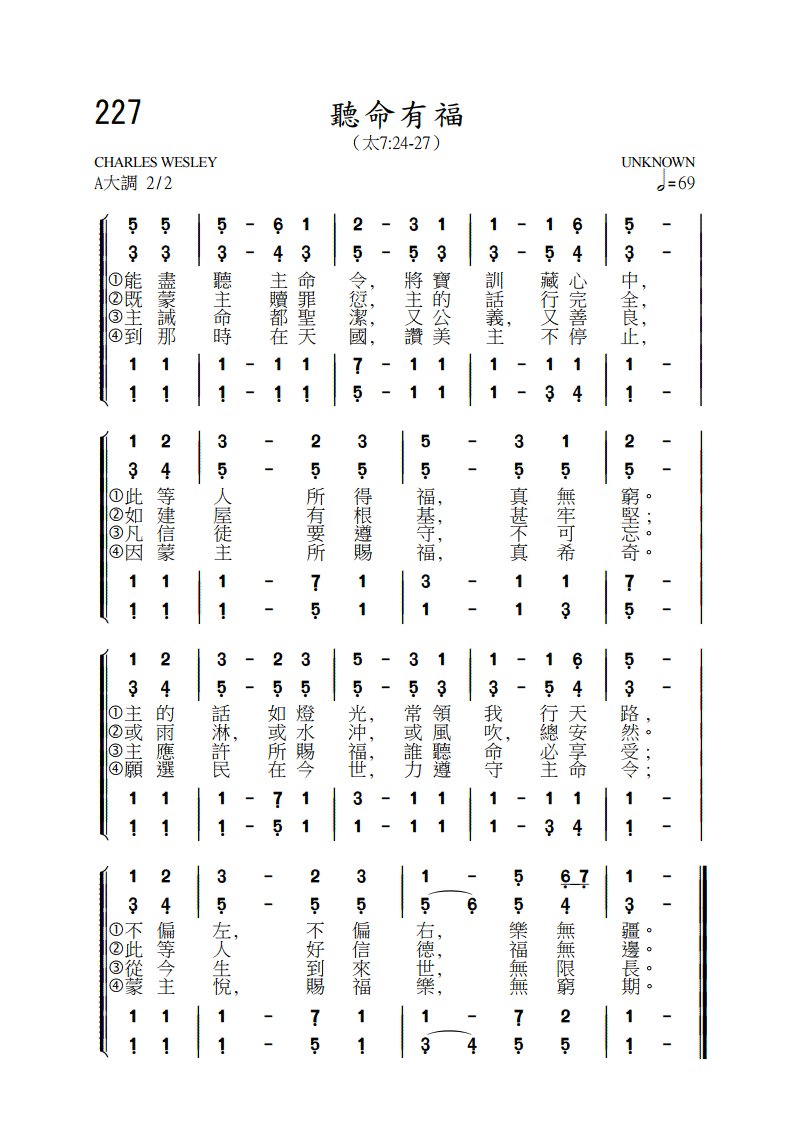 227
聽命有福
（太7:24-27）
CHARLES WESLEY UNKNOWN
A大調 2/2 𝅗𝅥=69
5̣ 5̣ | 5̣ - 6̣ 1 | 2 - 3 1 | 1 - 1 6̣ | 5̣ - |
3̣ 3̣ | 3̣ - 4̣ 3̣ | 5̣ - 5̣ 3̣ | 3̣ - 5̣ 4̣ | 3̣ - |
①能盡聽主命令，將寶訓藏心中，
②既蒙主贖罪愆，主的話行完全，
③主誡命都聖潔，又公義，又善良，
④到那時在天國，讚美主不停止，
1 1 | 1 - 1 1 | 7̣ - 1 1 | 1 - 1 1 | 1 - |
1̣ 1̣ | 1̣ - 1̣ 1̣ | 5̣ - 1 1 | 1 - 3̣ 4̣ | 1̣ - |
1 2 | 3 - 2 3 | 5 - 3 1 | 2 - |
3̣ 4̣ | 5̣ - 5̣ 5̣ | 5̣ - 5̣ 5̣ | 5̣ - |
①此等人所得福，真無窮。
②如建屋有根基，甚牢堅；
③凡信徒要遵守，不可忘。
④因蒙主所賜福，真希奇。
1 1 | 1 - 7̣ 1 | 3 - 1 1 | 7̣ - |
1̣ 1̣ | 1̣ - 5̣ 1 | 1 - 1 3̣ | 5̣ - |
1 2 | 3 - 2 3 | 5 - 3 1 | 1 - 1 6̣ | 5̣ - |
3̣ 4̣ | 5̣ - 5̣ 5̣ | 5̣ - 5̣ 3̣ | 3̣ - 5̣ 4̣ | 3̣ - |
①主的話如燈光，常領我行天路，
②或雨淋，或水沖，或風吹，總安然。
③主應許所賜福，誰聽命必享受；
④願選民在今世，力遵守主命令；
1 1 | 1 - 7̣ 1 | 3 - 1 1 | 1 - 1 1 | 1 - |
1̣ 1̣ | 1̣ - 5̣ 1 | 1 - 1 1 | 1 - 3̣ 4̣ | 1̣ - |
1 2 | 3 - 2 3 | 1 - 5̣ 6̣ 7̣ | 1 - |
3̣ 4̣ | 5̣ - 5̣ 5̣ | 5̣ 6̣ 5̣ 4̣ | 3̣ - |
①不偏左，不偏右，樂無疆。
②此等人好信德，福無邊。
③從今生到來世，無限長。
④蒙主悅，賜福樂，無窮期。
1 1 | 1 - 7̣ 1 | 1 - 7̣ 2 | 1 - |
1̣ 1̣ | 1̣ - 5̣ 1̣ | 3̣ 4̣ 5̣ 5̣ | 1̣ - |